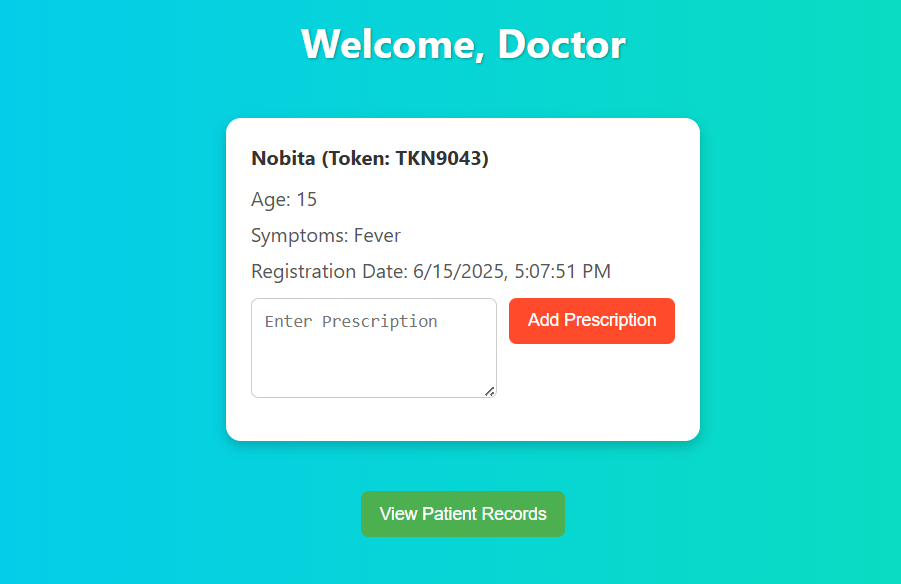 Welcome, Doctor
Nobita (Token: TKN9043)
Age: 15
Symptoms: Fever
Registration Date: 6/15/2025, 5:07:51 PM
Enter Prescription
Add Prescription
View Patient Records